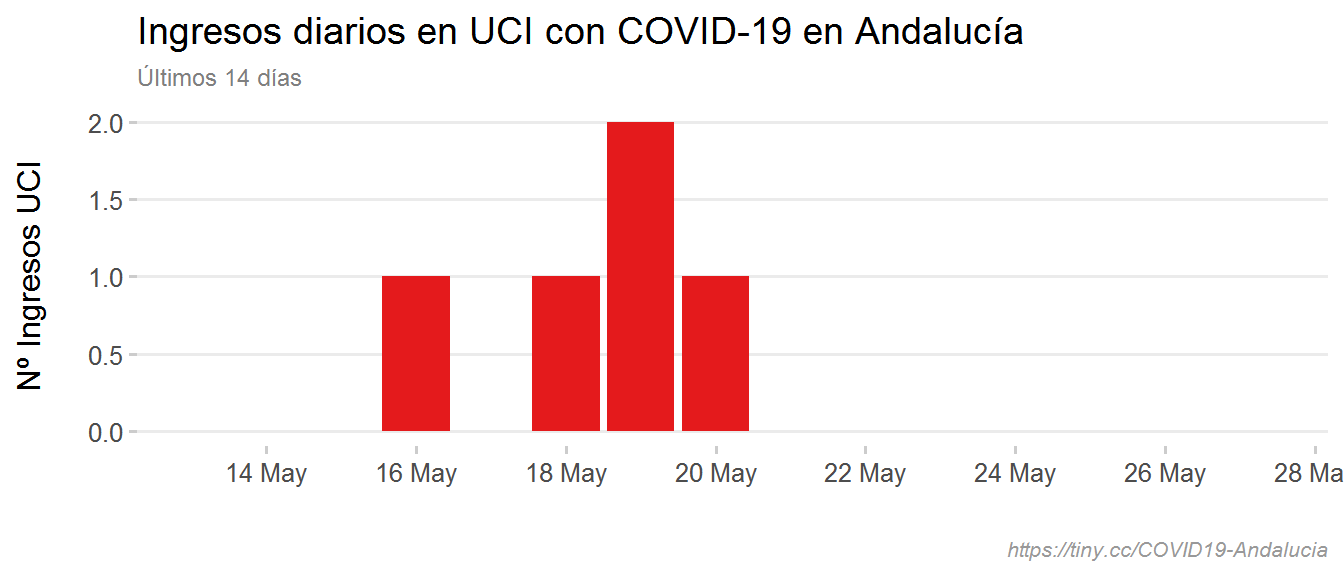 Ingresos diarios en UCI con COVID-19 en Andalucía
Últimos 14 días
Nº Ingresos UCI
2.0
1.5
1.0
0.5
0.0
14 May 16 May 18 May 20 May 22 May 24 May 26 May 28 Ma
https://tiny.cc/COVID19-Andalucia